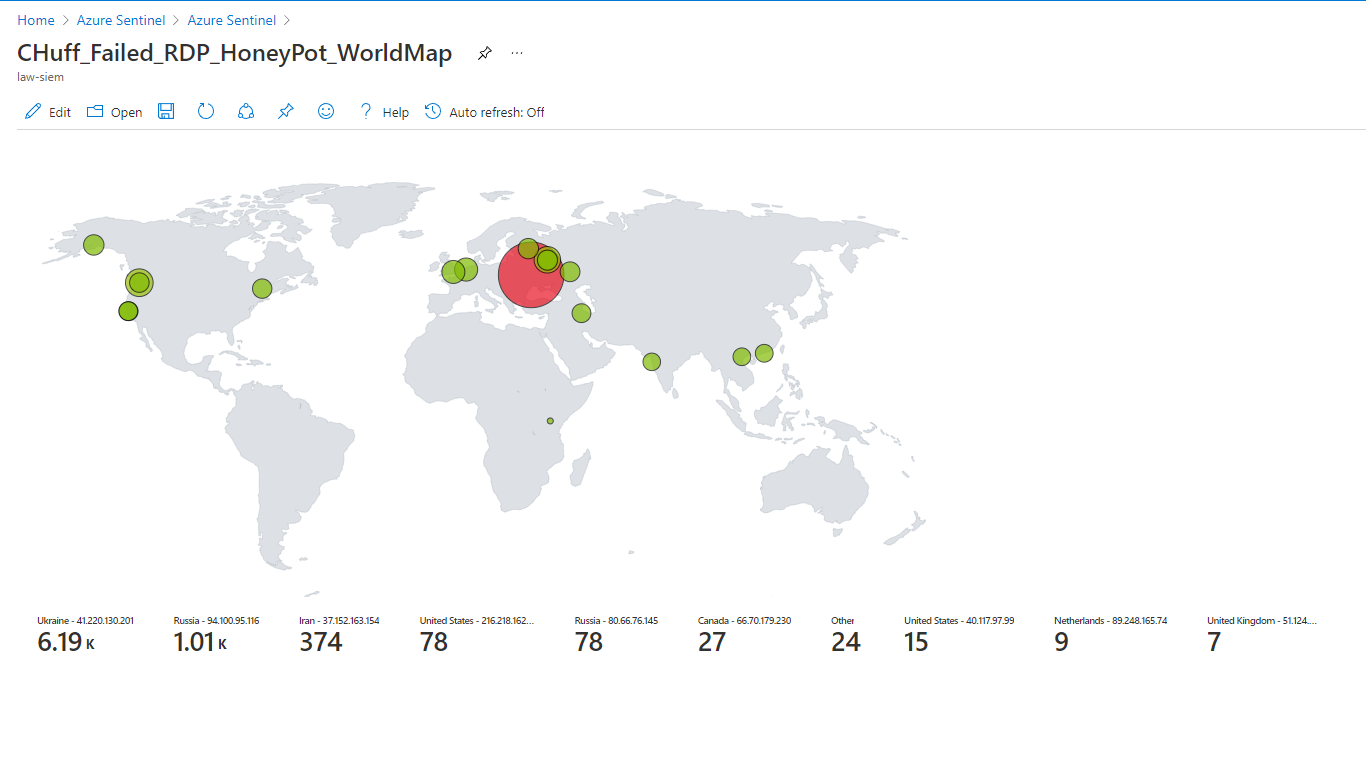 Home > Azure Sentinel > Azure Sentinel >
CHuff_Failed_RDP_HoneyPot_WorldMap ...
law-siem
Edit Open ? Help Auto refresh: Off
Ukraine - 41.220.130.201
6.19 K
Russia - 94.100.95.116
1.01 K
Iran - 37.152.163.154
374
United States - 216.218.162...
78
Russia - 80.66.76.145
78
Canada - 66.70.179.230
27
Other
24
United States - 40.117.97.99
15
Netherlands - 89.248.165.74
9
United Kingdom - 51.124....
7